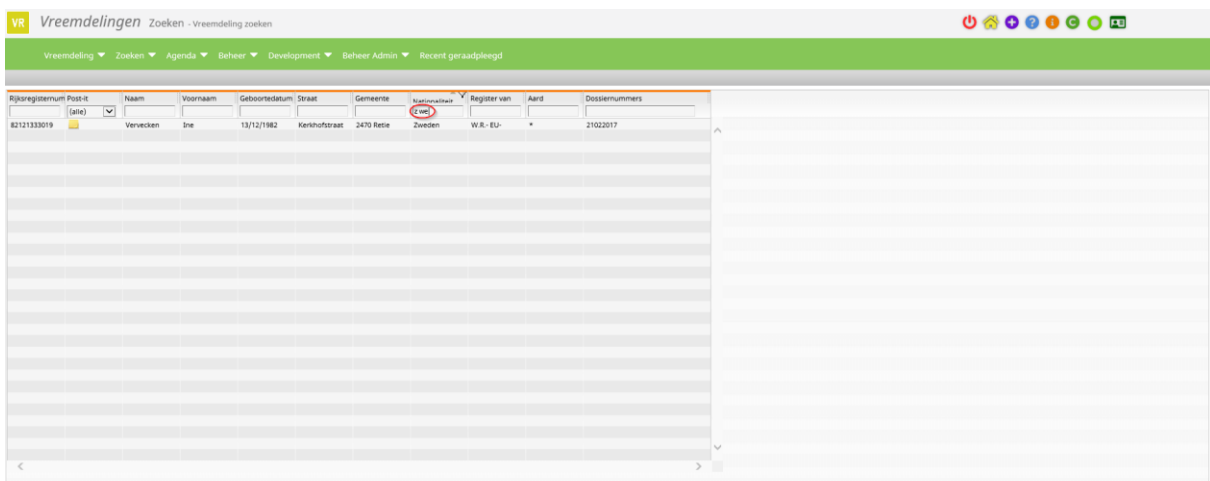 VR Vreemdelingen Zoeken - Vreemdeling zoeken
Vreemdeling Zoeken Agenda Beheer Development Beheer Admin Recent geraadpleegd
Rijksregisternum Post-it Naam Voornaam Geboortedatum Straat Gemeente Nationaliteit Register van Aard Dossiernummers
(alle) zwe
82121333019 Vervecken Ine 13/12/1982 Kerkhofstraat 2470 Retie Zweden W.R.- EU- * 21022017